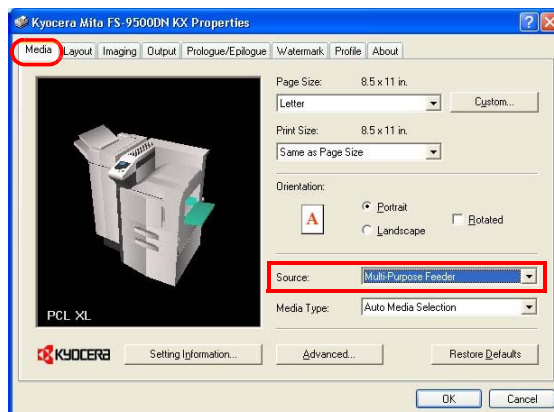 Kyocera Mita FS-9500DN KX Properties
Media Layout Imaging Output Prologue/Epilogue Watermark Profile About
Page Size: 8.5 x 11 in.
Letter Custom...
Print Size: 8.5 x 11 in.
Same as Page Size
Orientation:
A Portrait
Landscape
Rotated
Source: Multi-Purpose Feeder
Media Type: Auto Media Selection
PCL XL
KYOCERA Setting Information... Advanced... Restore Defaults
OK Cancel